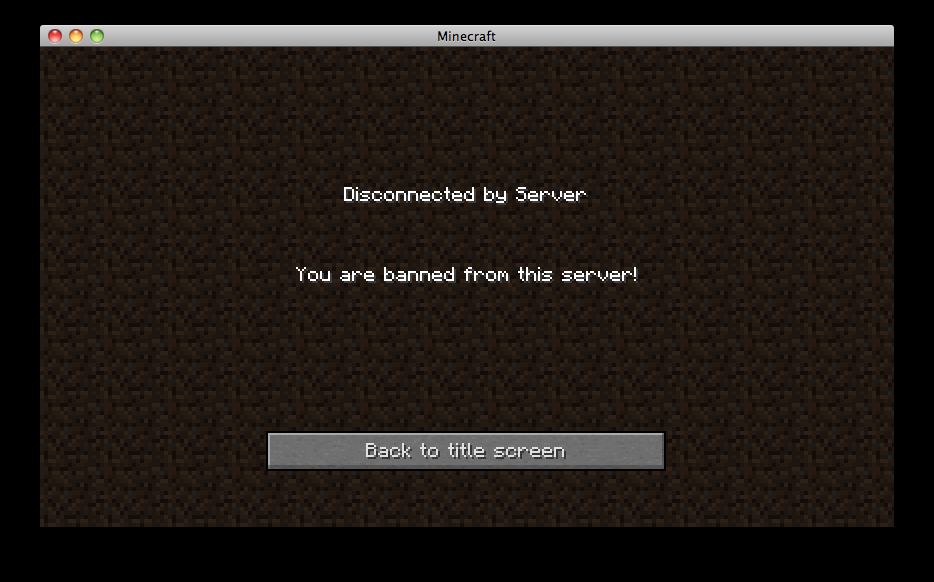 Minecraft
Disconnected by Server
You are banned from this server!
Back to title screen